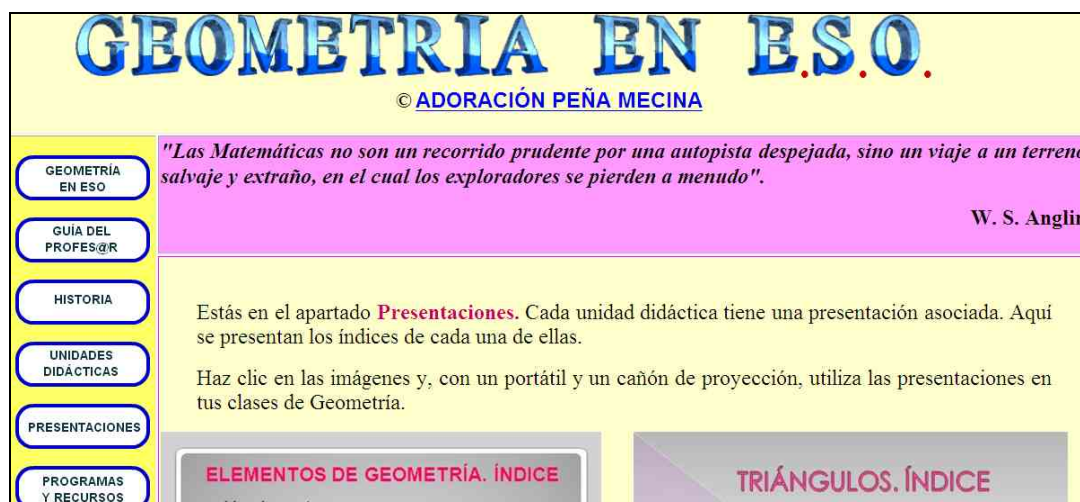 GEOMETRIA EN E.S.O.
© ADORACIÓN PEÑA MECINA
GEOMETRÍA
EN ESO
GUÍA DEL
PROFES@R
HISTORIA
UNIDADES
DIDÁCTICAS
PRESENTACIONES
PROGRAMAS
Y RECURSOS
"Las Matemáticas no son un recorrido prudente por una autopista despejada, sino un viaje a un terreno
salvaje y extraño, en el cual los exploradores se pierden a menudo".
W. S. Anglin
Estás en el apartado Presentaciones. Cada unidad didáctica tiene una presentación asociada. Aquí
se presentan los índices de cada una de ellas.
Haz clic en las imágenes y, con un portátil y un cañón de proyección, utiliza las presentaciones en
tus clases de Geometría.
ELEMENTOS DE GEOMETRÍA. ÍNDICE
TRIÁNGULOS. ÍNDICE